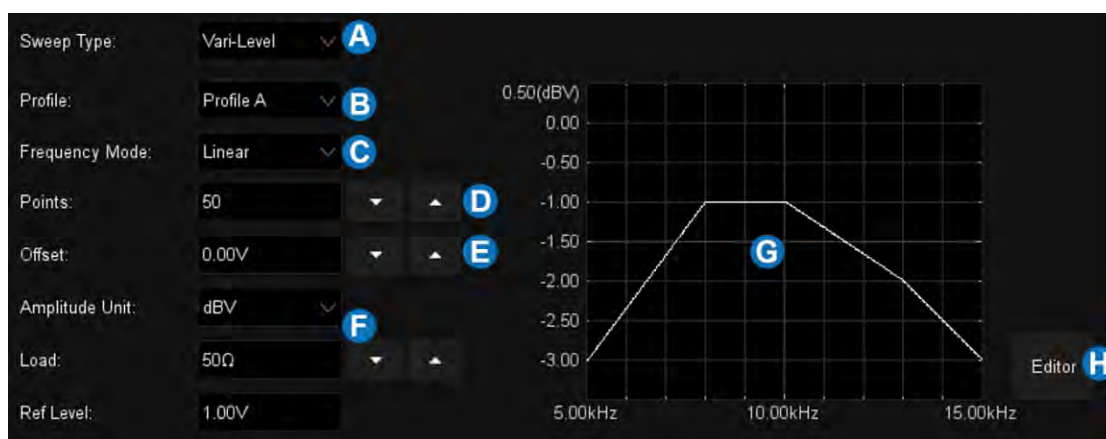 Sweep Type: Vari-Level A
Profile: Profile A B
Frequency Mode: Linear C
Points: 50 D
Offset: 0.00V E
Amplitude Unit: dBV
F
Load: 50Ω
Ref Level: 1.00V
0.50(dBV)
0.00
-0.50
-1.00
-1.50
-2.00
-2.50
-3.00
G
5.00kHz 10.00kHz 15.00kHz
Editor H